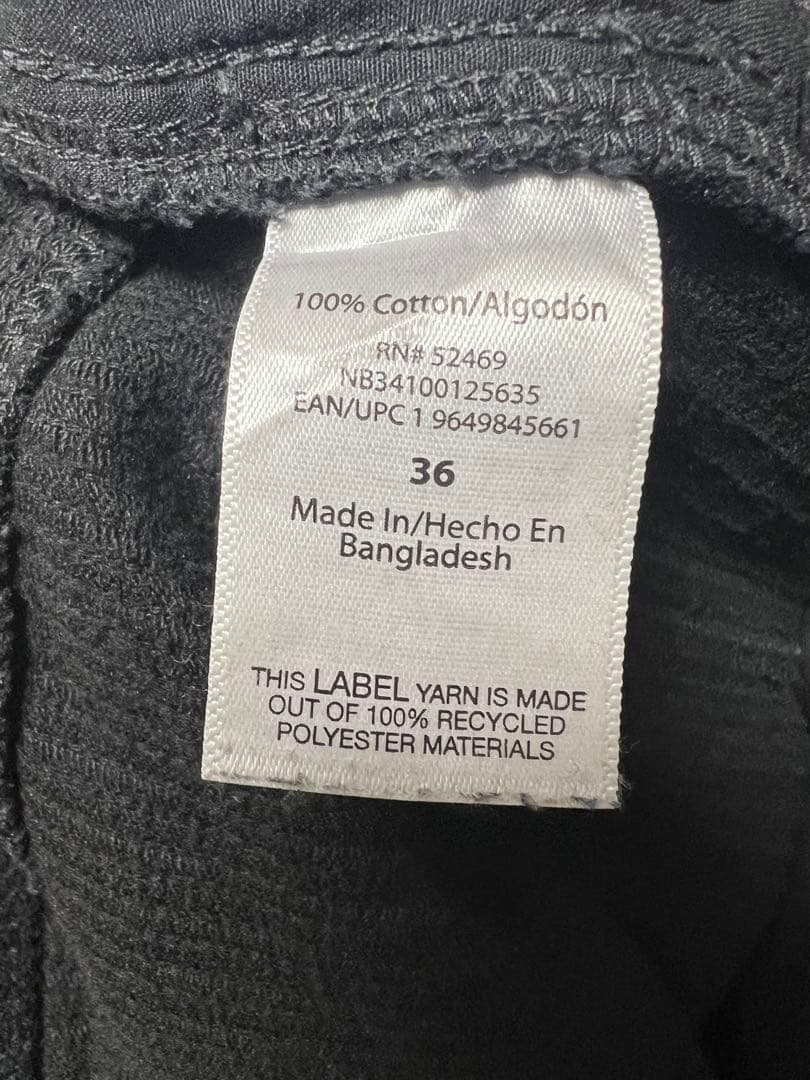 100% Cotton/Algodón
RN# 52469
NB34100125635
EAN/UPC 1 9649845661
36
Made In/Hecho En
Bangladesh
THIS LABEL YARN IS MADE
OUT OF 100% RECYCLED
POLYESTER MATERIALS